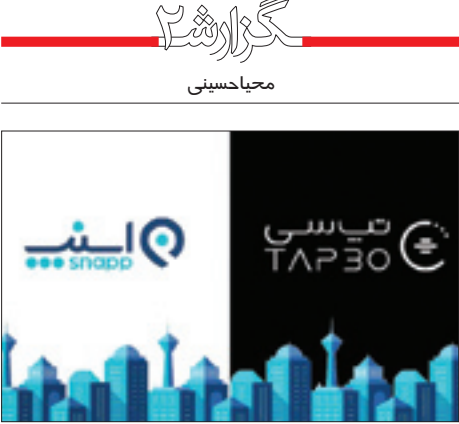 گزارش۲
محیاحسینی
تپسی
TAP30
اسنپ
snapp